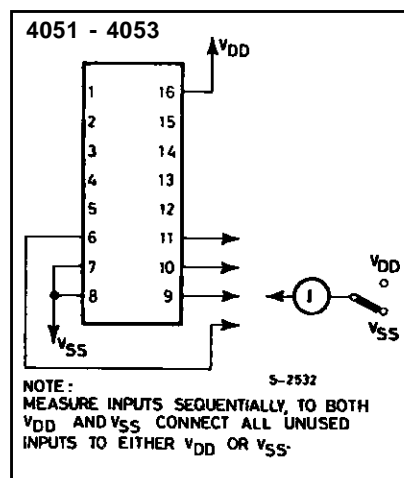 4051 - 4053
VDD
1 16
2 15
3 14
4 13
5 12
6 11
7 10
8 9
I
VDD
VSS
VSS
S-2532
NOTE:
MEASURE INPUTS SEQUENTIALLY, TO BOTH
VDD AND VSS CONNECT ALL UNUSED
INPUTS TO EITHER VDD OR VSS.